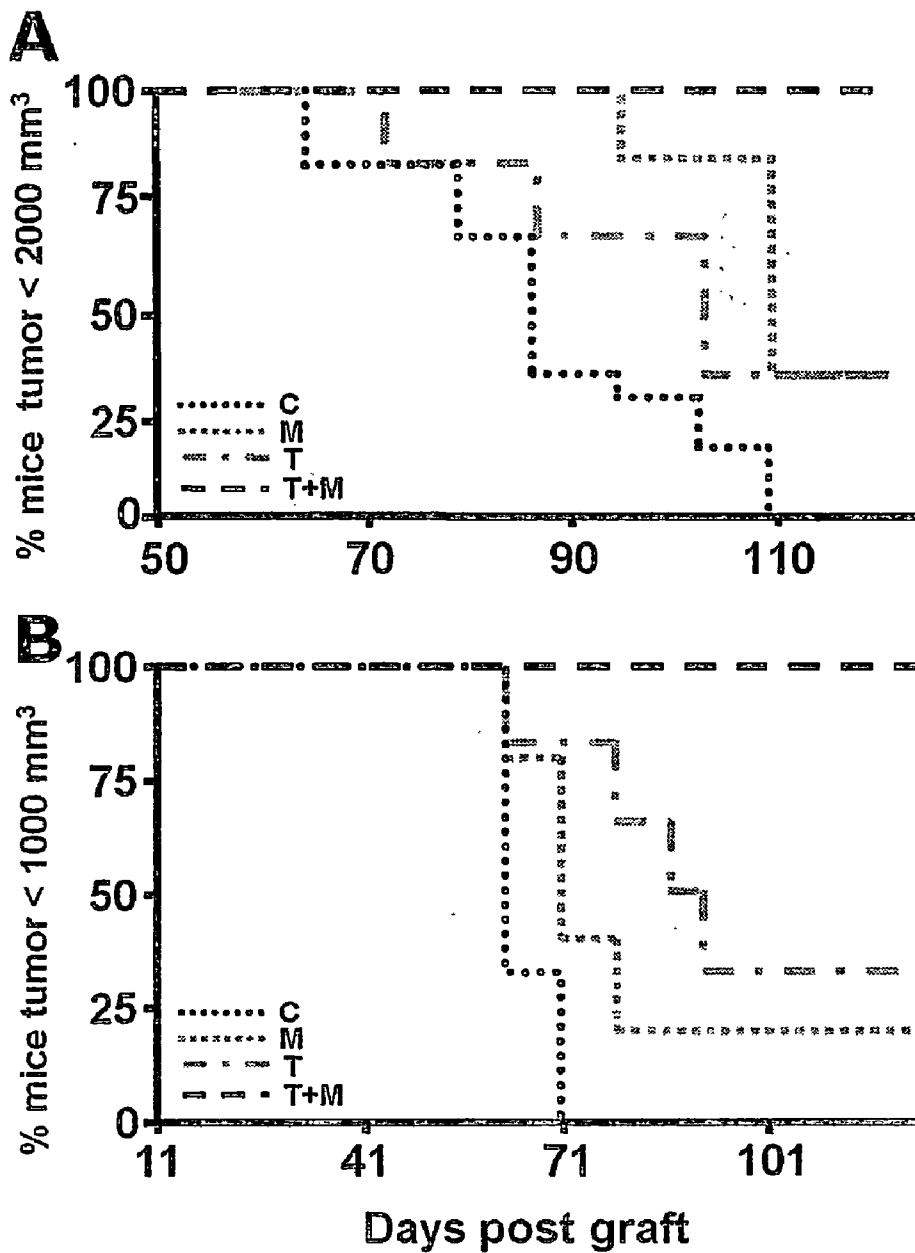 A
% mice tumor < 2000 mm³
100
75
50
25
0
C
M
T
T+M
50 70 90 110
B
% mice tumor < 1000 mm³
100
75
50
25
0
C
M
T
T+M
11 41 71 101
Days post graft